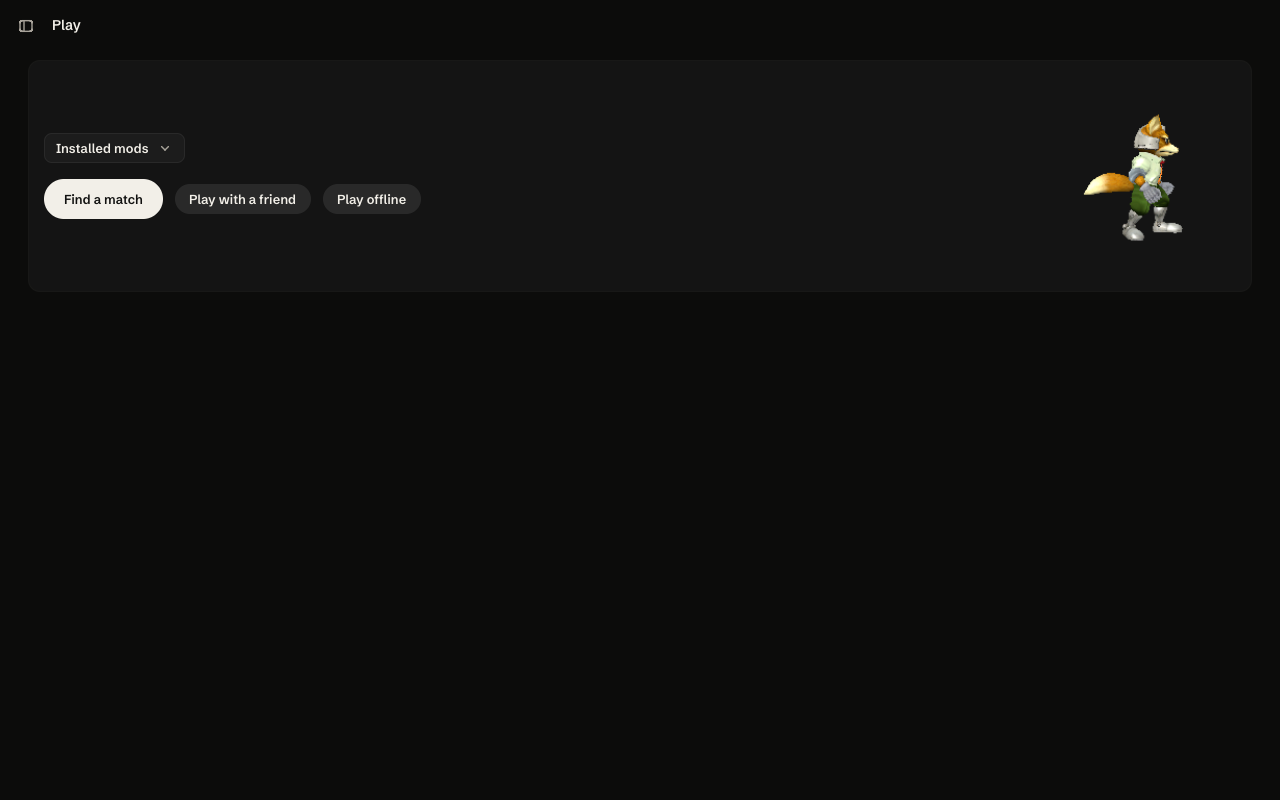 Play
Installed mods
Find a match
Play with a friend
Play offline